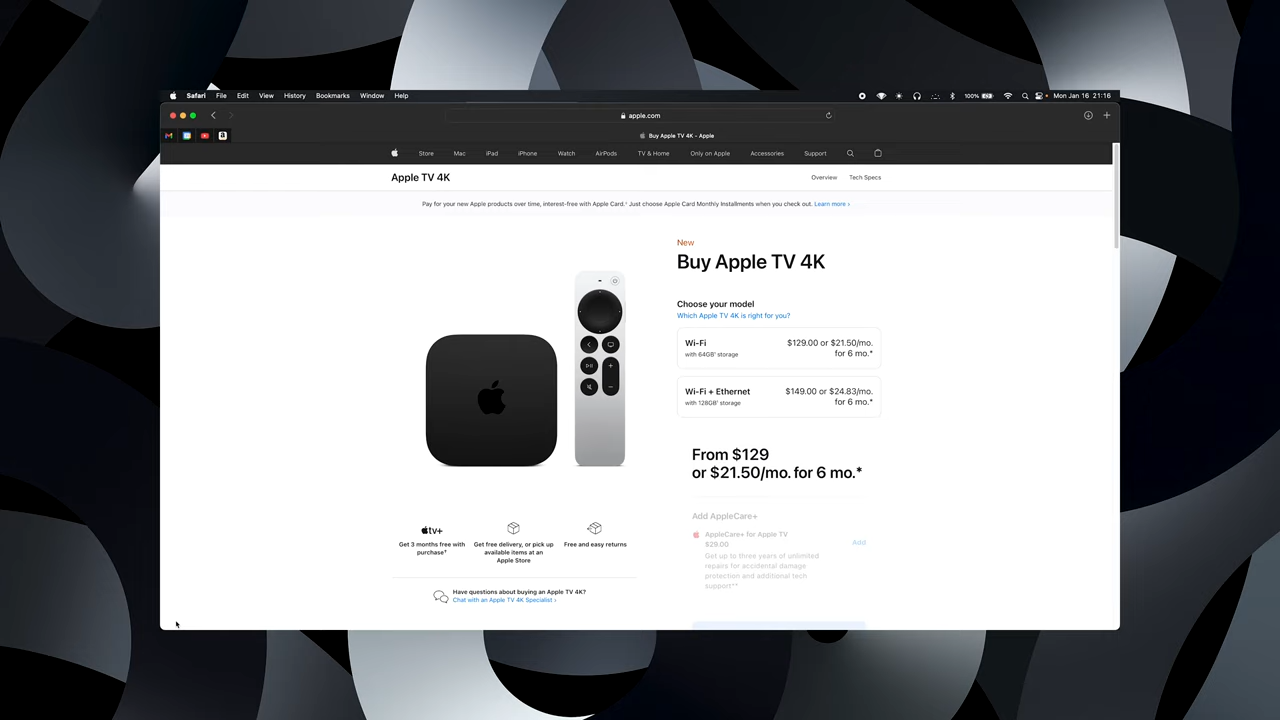 Safari File Edit View History Bookmarks Window Help 100% Mon Jan 16 21:16
apple.com
Buy Apple TV 4K - Apple
Store Mac iPad iPhone Watch AirPods TV & Home Only on Apple Accessories Support
Apple TV 4K Overview Tech Specs
Pay for your new Apple products over time, interest-free with Apple Card.◊ Just choose Apple Card Monthly Installments when you check out. Learn more ›
New
Buy Apple TV 4K
Choose your model
Which Apple TV 4K is right for you?
Wi-Fi $129.00 or $21.50/mo.
with 64GB¹ storage for 6 mo.*
Wi-Fi + Ethernet $149.00 or $24.83/mo.
with 128GB¹ storage for 6 mo.*
From $129
or $21.50/mo. for 6 mo.*
Add AppleCare+
AppleCare+ for Apple TV
$29.00
Add
Get up to three years of unlimited
repairs for accidental damage
protection and additional tech
support**
tv+
Get 3 months free with
purchase†
Get free delivery, or pick up
available items at an
Apple Store
Free and easy returns
Have questions about buying an Apple TV 4K?
Chat with an Apple TV 4K Specialist ›